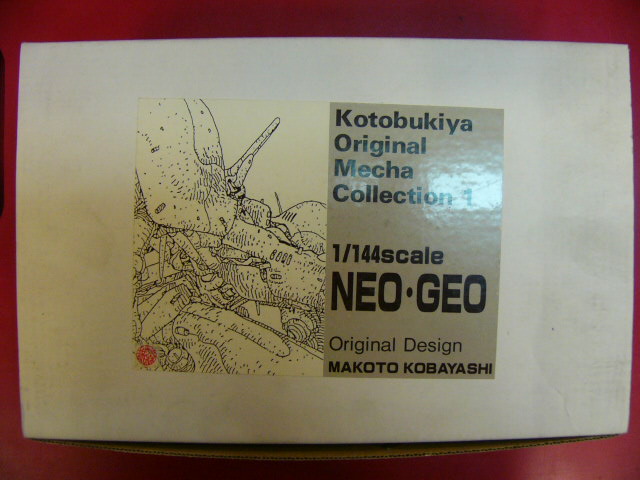 Kotobukiya
Original
Mecha
Collection 1
1/144scale
NEO·GEO
Original Design
MAKOTO KOBAYASHI